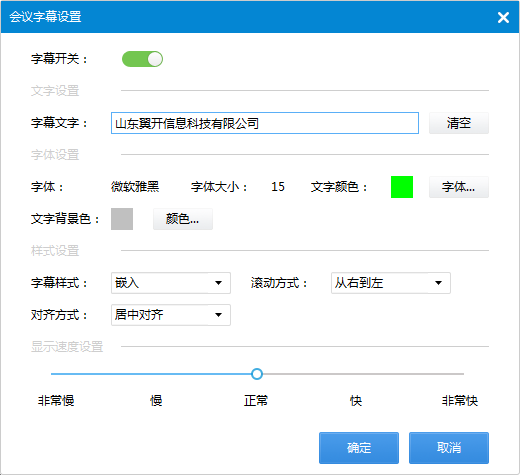 会议字幕设置
字幕开关：
文字设置
字幕文字： 山东翼开信息科技有限公司 清空
字体设置
字体： 微软雅黑 字体大小： 15 文字颜色： 字体...
文字背景色： 颜色...
样式设置
字幕样式： 嵌入 滚动方式： 从右到左
对齐方式： 居中对齐
显示速度设置
非常慢 慢 正常 快 非常快
确定 取消